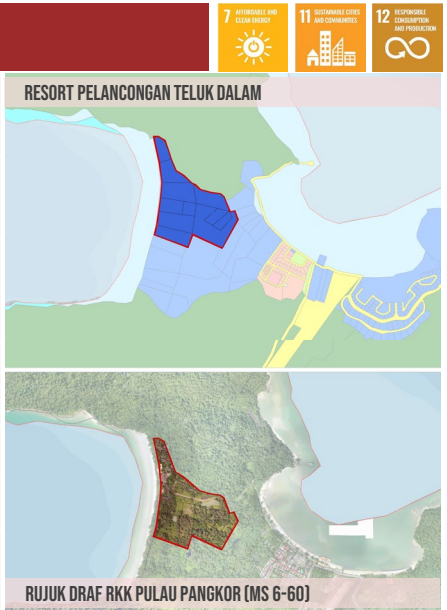 7 AFFORDABLE AND
CLEAN ENERGY
11 SUSTAINABLE CITIES
AND COMMUNITIES
12 RESPONSIBLE
CONSUMPTION
AND PRODUCTION
RESORT PELANCONGAN TELUK DALAM
RUJUK DRAF RKK PULAU PANGKOR (MS 6-60)